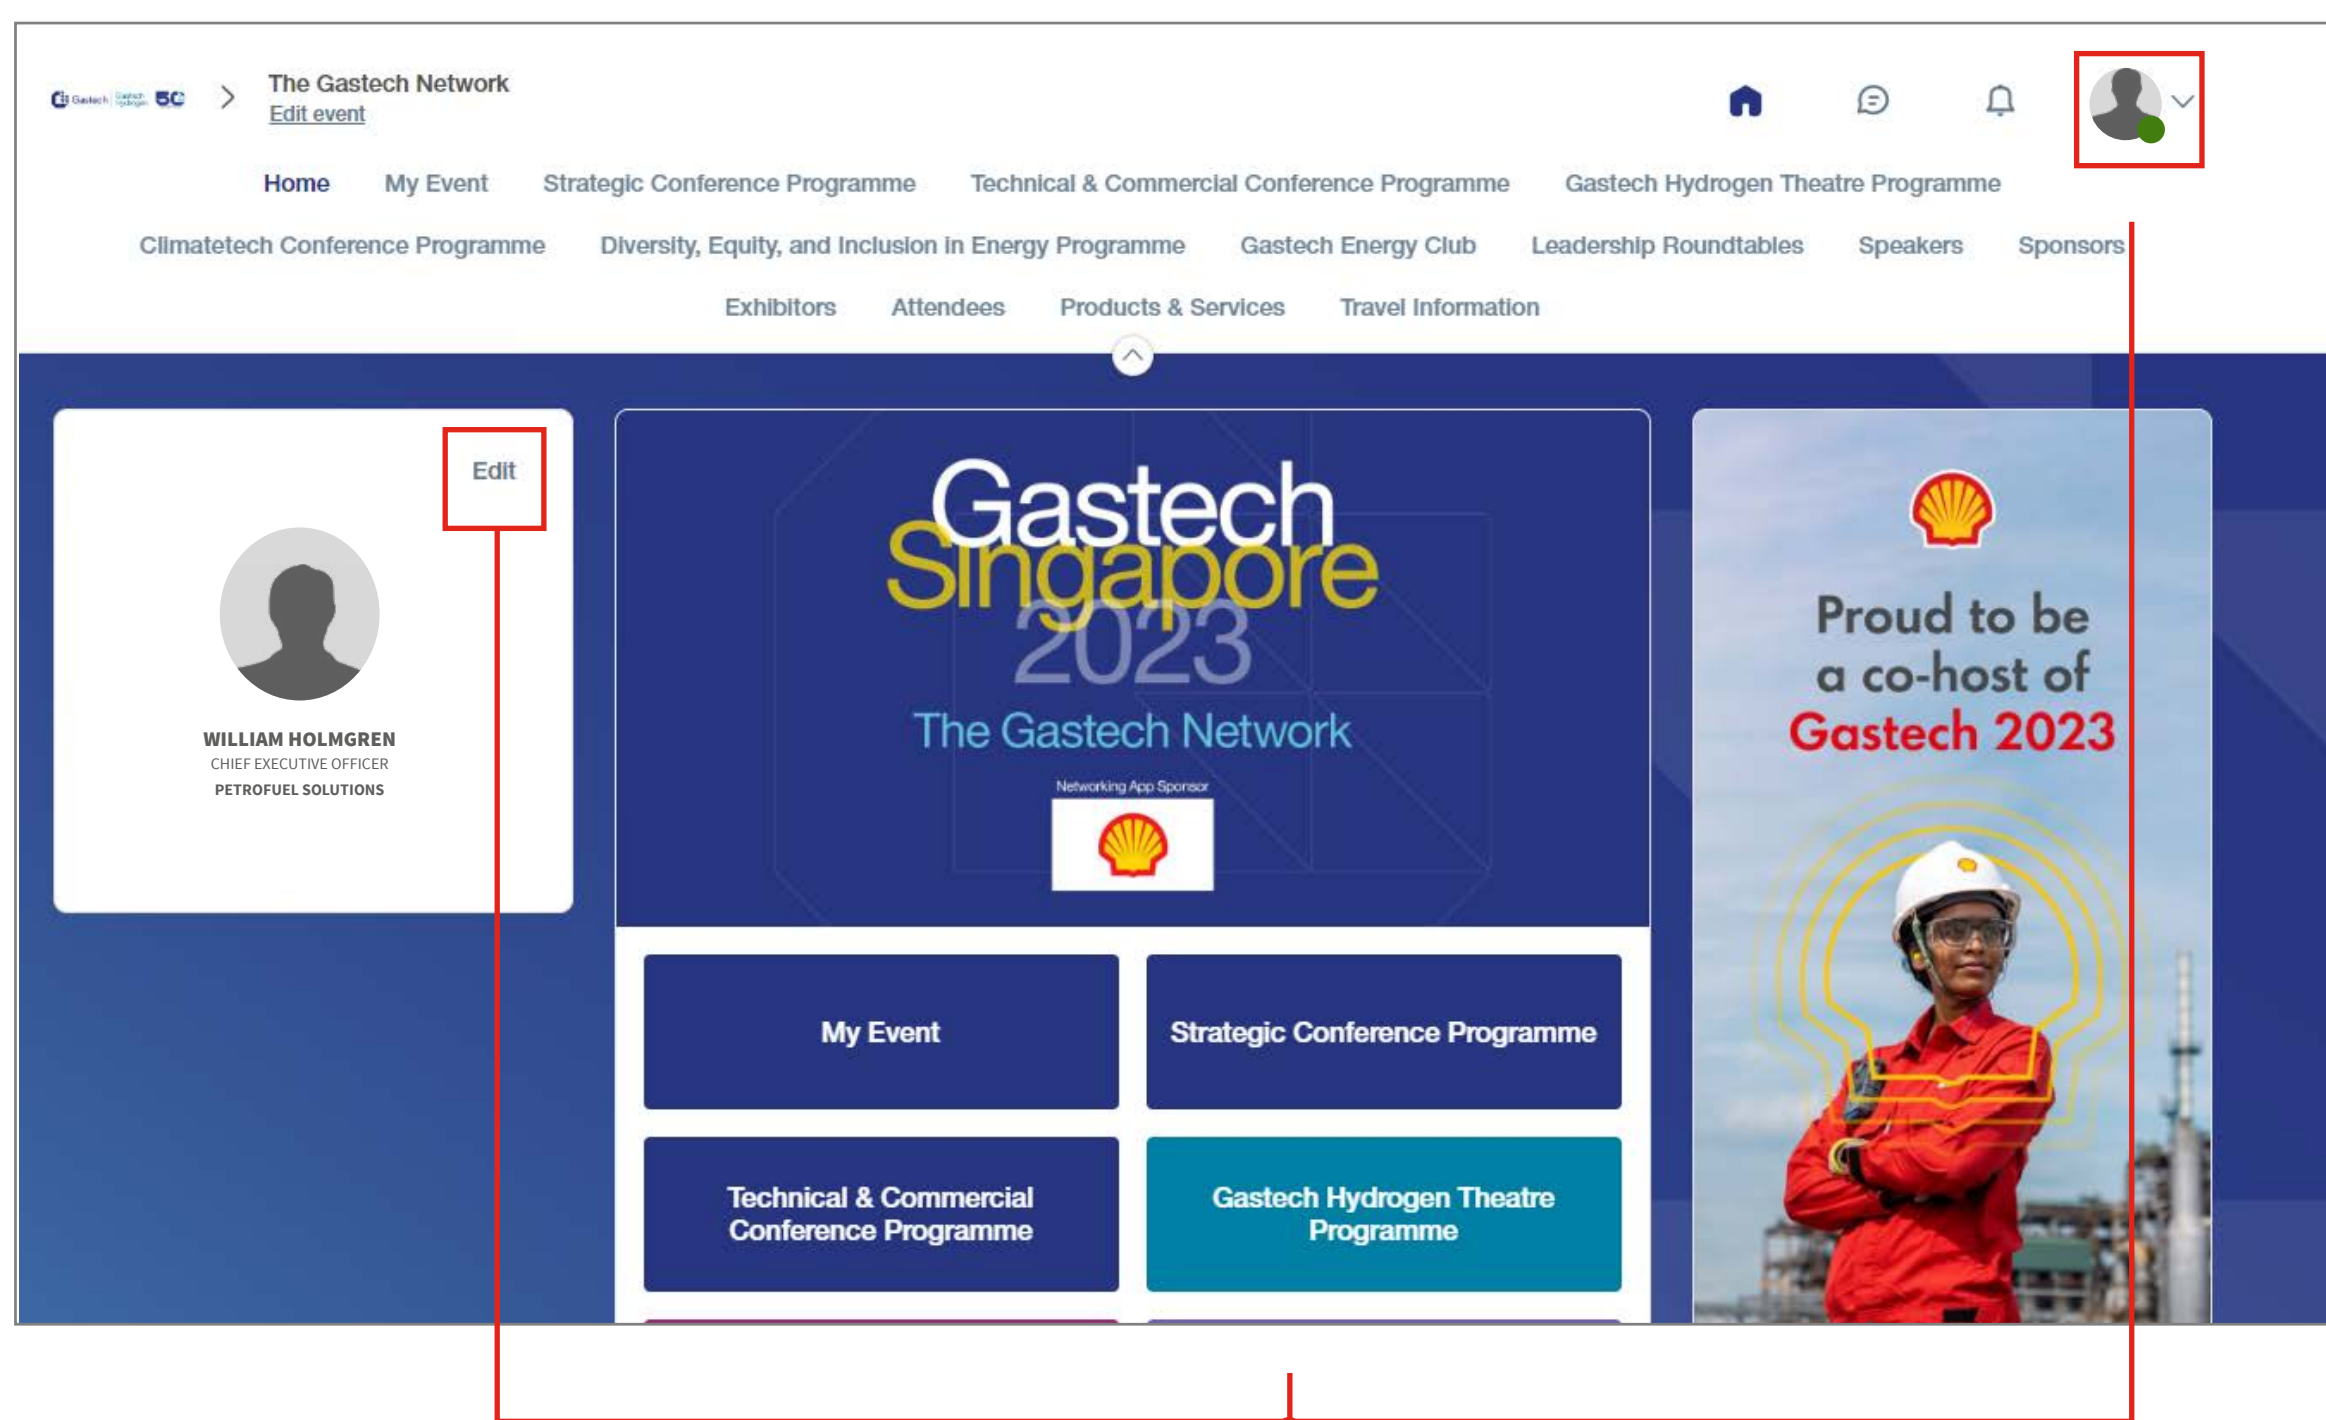 The Gastech Network
Gastech
50
Edit event
Home My Event Strategic Conference Programme Technical & Commercial Conference Programme Gastech Hydrogen Theatre Programme
Climatetech Conference Programme Diversity, Equity, and Inclusion in Energy Programme Gastech Energy Club Leadership Roundtables Speakers Sponsors
Exhibitors Attendees Products & Services Travel Information
Edit
WILLIAM HOLMGREN
CHIEF EXECUTIVE OFFICER
PETROFUEL SOLUTIONS
Gastech
Singapore
2023
The Gastech Network
Networking App Sponsor
My Event
Strategic Conference Programme
Technical & Commercial
Conference Programme
Gastech Hydrogen Theatre
Programme
Proud to be
a co-host of
Gastech 2023